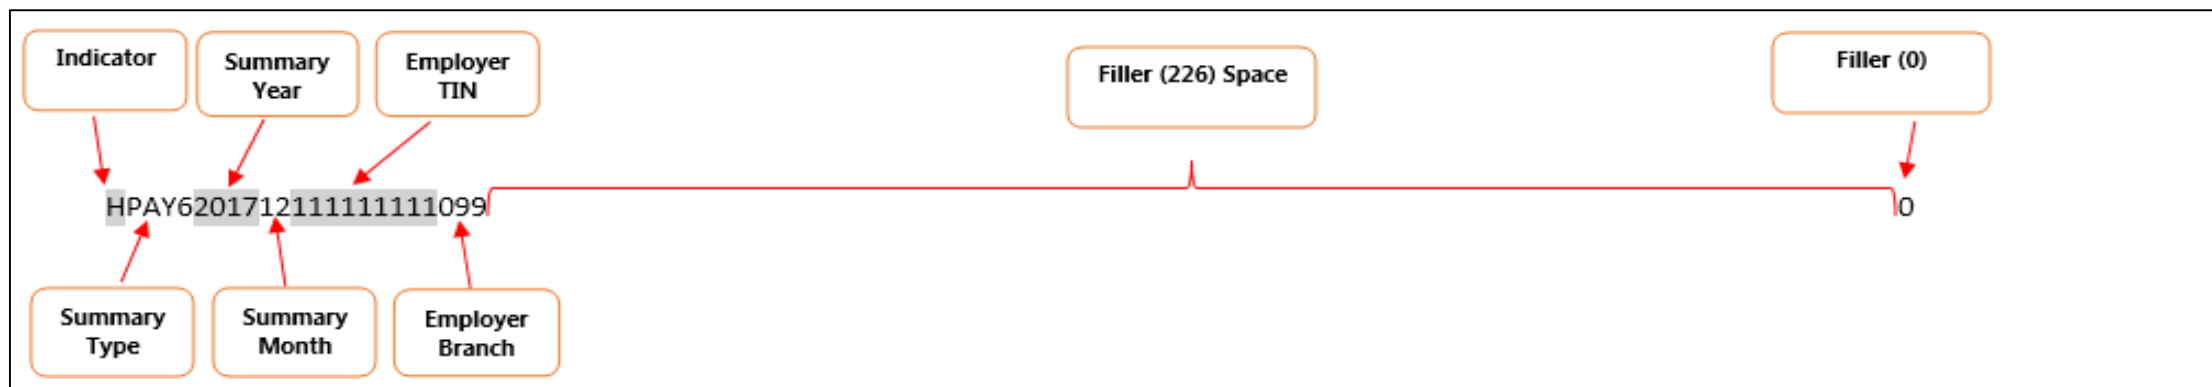 Indicator
Summary
Year
Employer
TIN
Filler (226) Space
Filler (0)
HPAY6201712111111111099
0
Summary
Type
Summary
Month
Employer
Branch